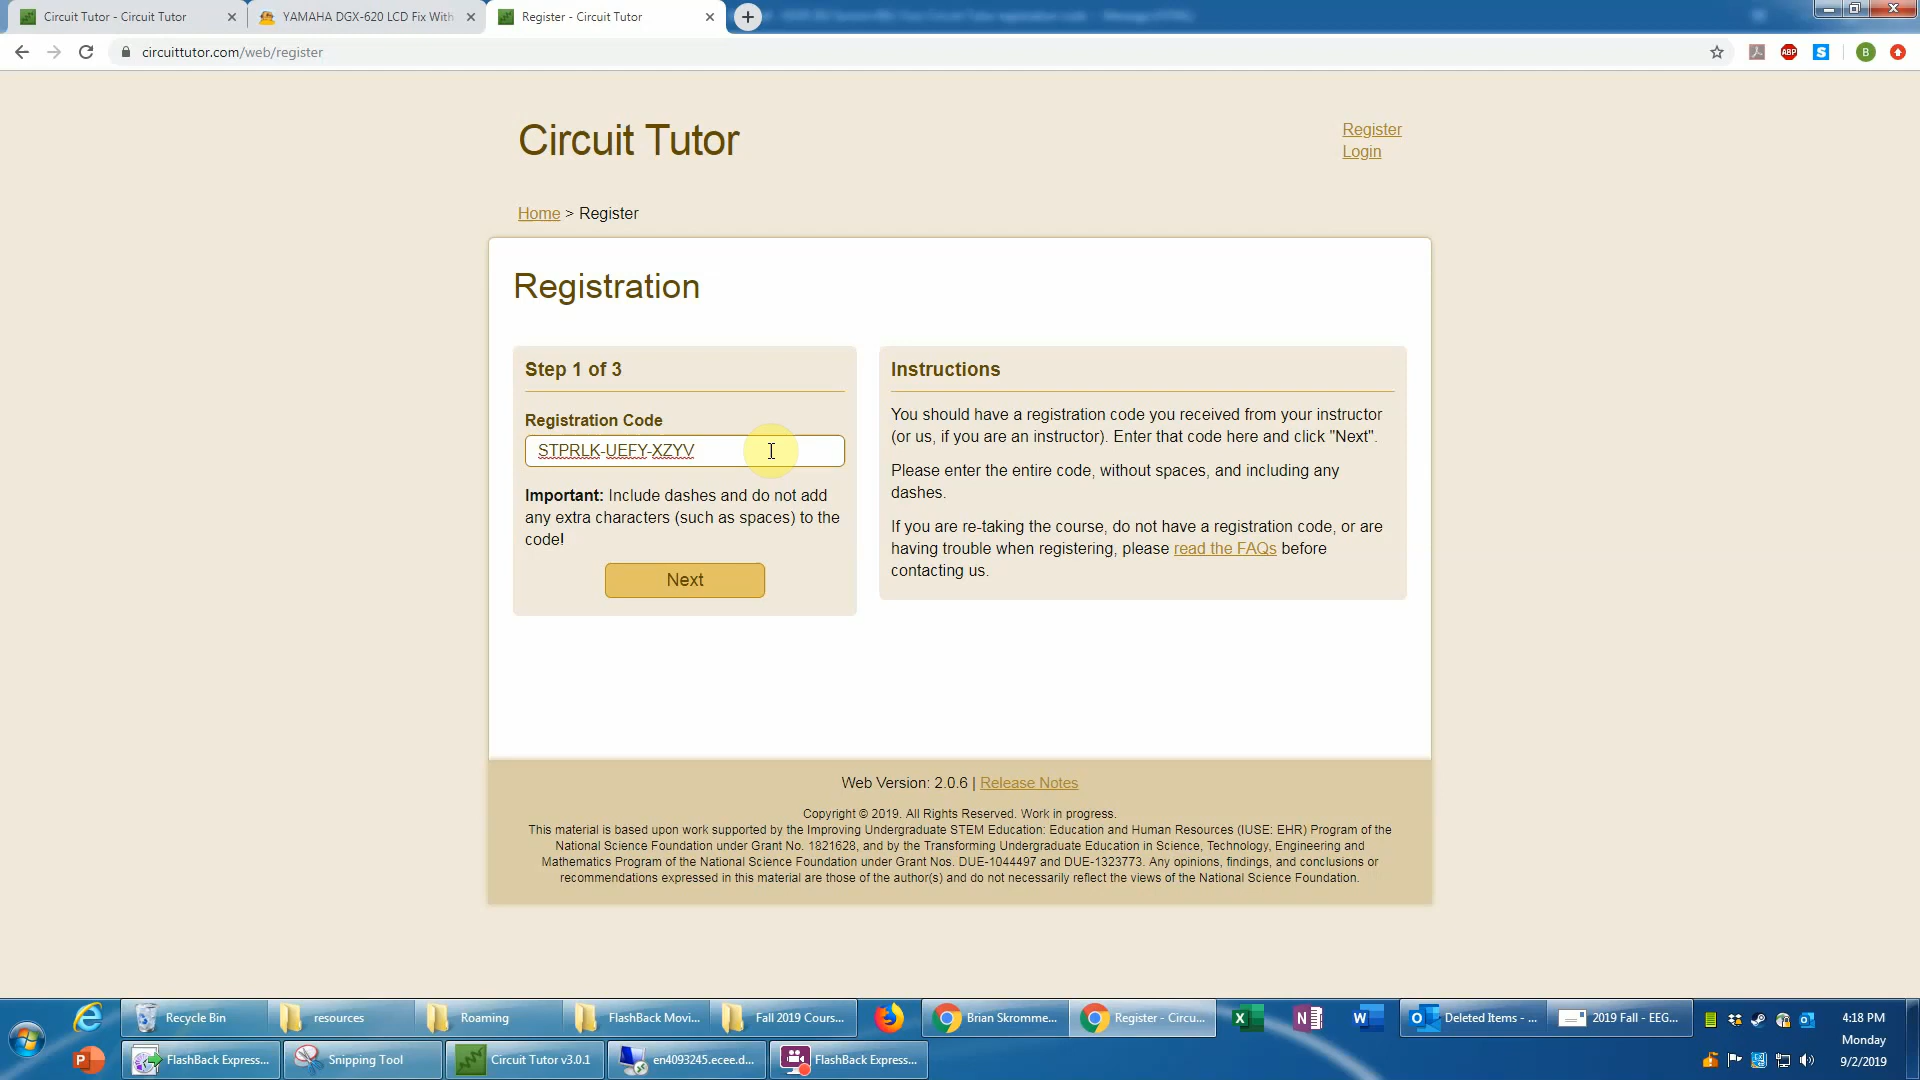 Circuit Tutor - Circuit Tutor
YAMAHA DGX-620 LCD Fix With
Register - Circuit Tutor
circuittutor.com/web/register
ABP
S
B
Circuit Tutor
Register
Login
Home > Register
Registration
Step 1 of 3
Registration Code
STPRLK-UEFY-XZYV
Important: Include dashes and do not add
any extra characters (such as spaces) to the
code!
Next
Instructions
You should have a registration code you received from your instructor
(or us, if you are an instructor). Enter that code here and click "Next".
Please enter the entire code, without spaces, and including any
dashes.
If you are re-taking the course, do not have a registration code, or are
having trouble when registering, please read the FAQs before
contacting us.
Web Version: 2.0.6 | Release Notes
Copyright © 2019. All Rights Reserved. Work in progress.
This material is based upon work supported by the Improving Undergraduate STEM Education: Education and Human Resources (IUSE: EHR) Program of the
National Science Foundation under Grant No. 1821628, and by the Transforming Undergraduate Education in Science, Technology, Engineering and
Mathematics Program of the National Science Foundation under Grant Nos. DUE-1044497 and DUE-1323773. Any opinions, findings, and conclusions or
recommendations expressed in this material are those of the author(s) and do not necessarily reflect the views of the National Science Foundation.
Recycle Bin
resources
Roaming
FlashBack Movi...
Fall 2019 Cours...
Brian Skromme...
Register - Circu...
Deleted Items - ...
2019 Fall - EEG...
4:18 PM
Monday
9/2/2019
FlashBack Express...
Snipping Tool
Circuit Tutor v3.0.1
en4093245.ecee.d...
FlashBack Express...